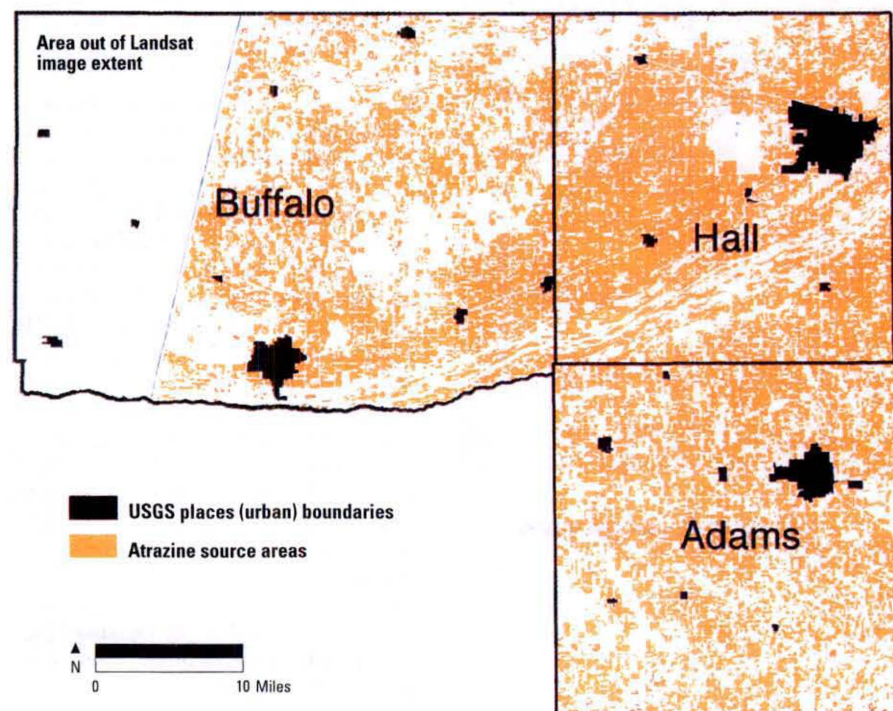 Area out of Landsat
image extent
Buffalo
Hall
Adams
USGS places (urban) boundaries
Atrazine source areas
N
0 10 Miles